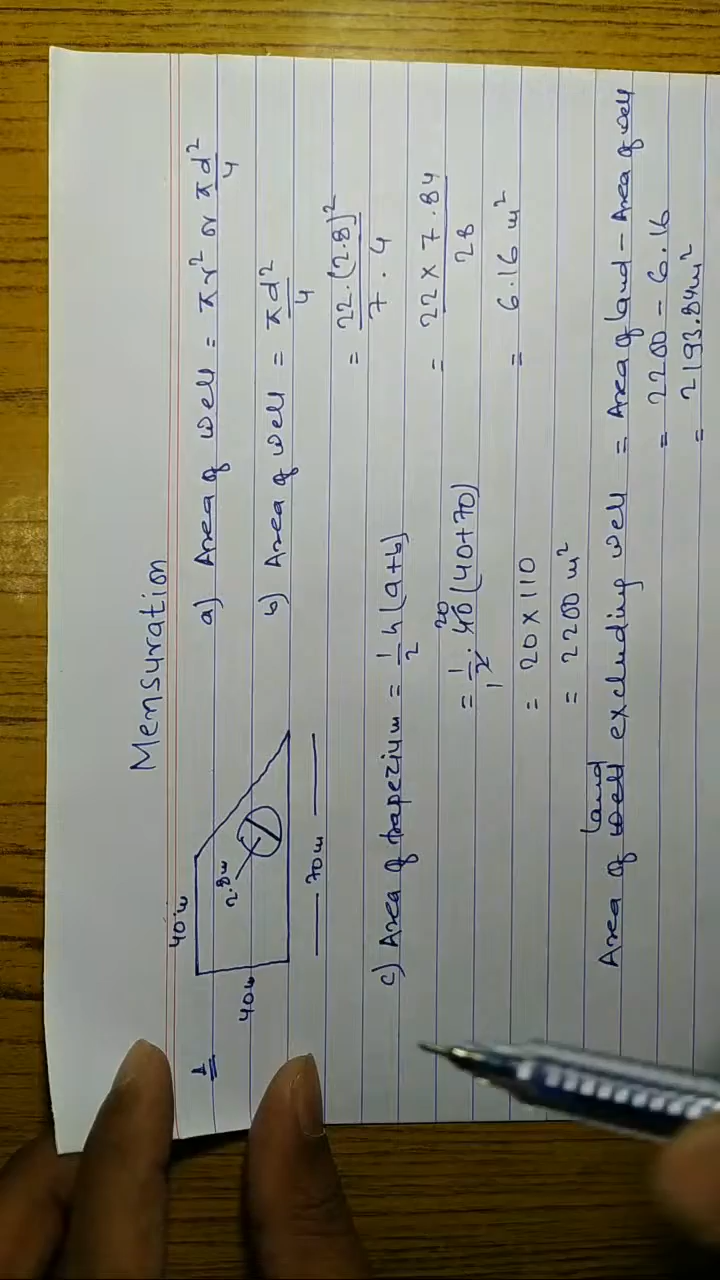 Mensuration
1
40m
40m
2.8m
70m
a) Area of well = πr² or πd²/4
b) Area of well = πd²/4
= 22.(2.8)²/7.4
= 22 × 7.84/28
= 6.16 m²
c) Area of trapezium = 1/2 h(a+b)
= 1/2 . 40 (40+70)
1 20
= 20 × 110
= 2200 m²
land
Area of well excluding well = Area of land - Area of well
= 2200 - 6.16
= 2193.84m²